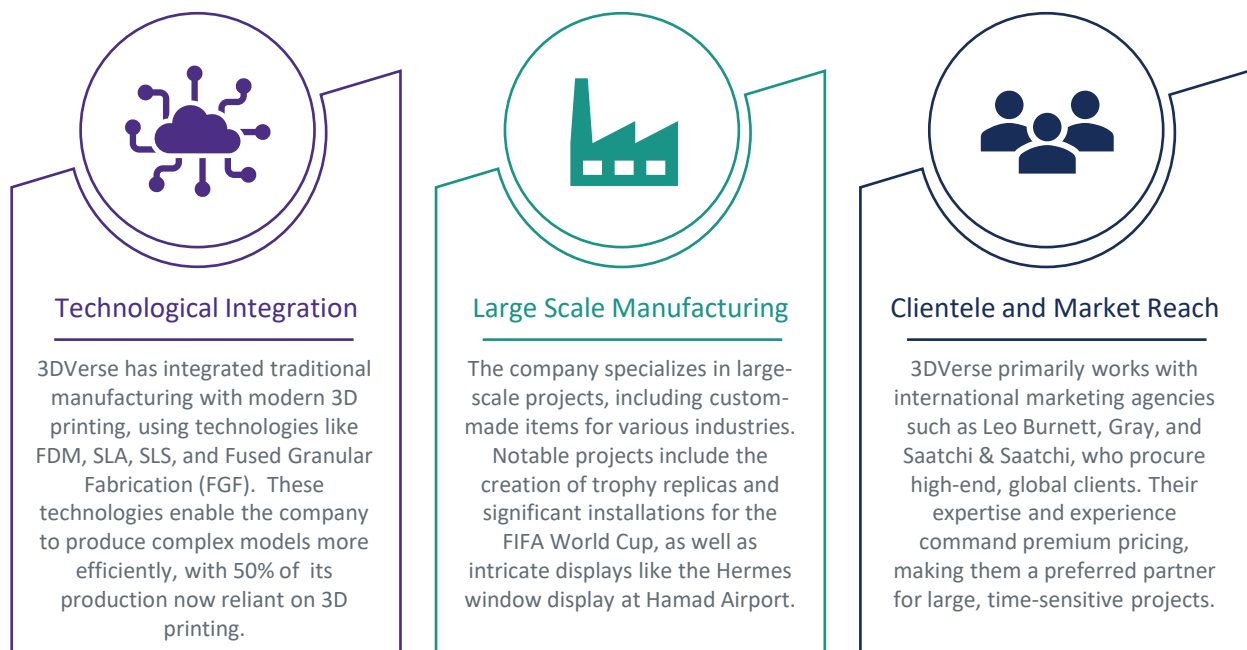 Technological Integration
3DVerse has integrated traditional
manufacturing with modern 3D
printing, using technologies like
FDM, SLA, SLS, and Fused Granular
Fabrication (FGF).  These
technologies enable the company
to produce complex models more
efficiently, with 50% of  its
production now reliant on 3D
printing.
Large Scale Manufacturing
The company specializes in large-
scale projects, including custom-
made items for various industries.
Notable projects include the
creation of trophy replicas and
significant installations for the
FIFA World Cup, as well as
intricate displays like the Hermes
window display at Hamad Airport.
Clientele and Market Reach
3DVerse primarily works with
international marketing agencies
such as Leo Burnett, Gray, and
Saatchi & Saatchi, who procure
high-end, global clients. Their
expertise and experience
command premium pricing,
making them a preferred partner
for large, time-sensitive projects.